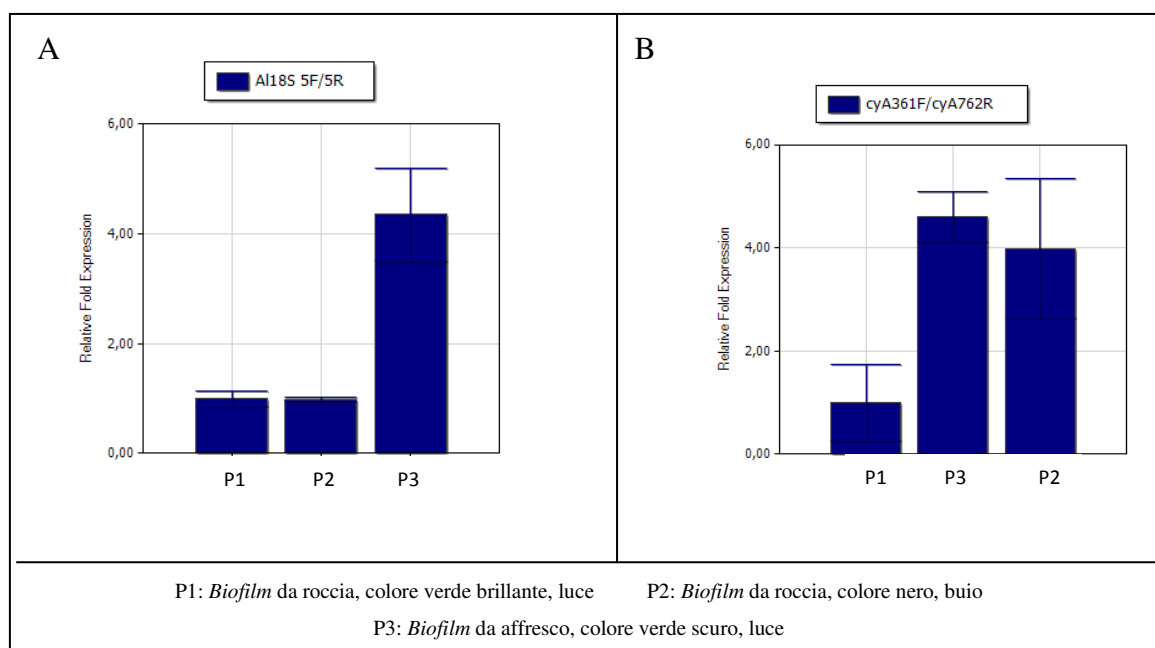 A
Al18S 5F/5R
6,00
4,00
2,00
0,00
Relative Fold Expression
P1 P2 P3
B
cyA361F/cyA762R
6,00
4,00
2,00
0,00
Relative Fold Expression
P1 P3 P2
P1: Biofilm da roccia, colore verde brillante, luce P2: Biofilm da roccia, colore nero, buio
P3: Biofilm da affresco, colore verde scuro, luce